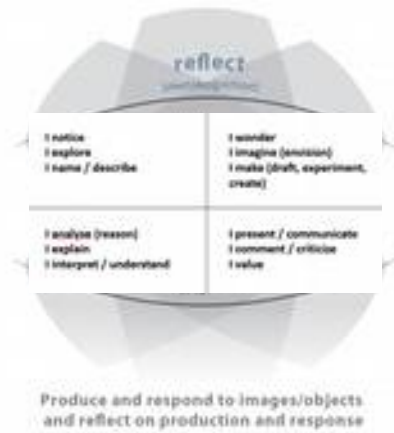 reflect
I notice
I explore
I name / describe
I wonder
I imagine (envision)
I make (draft, experiment,
create)
I analyse (reason)
I explain
I interpret / understand
I present / communicate
I comment / criticise
I value
Produce and respond to images/objects
and reflect on production and response